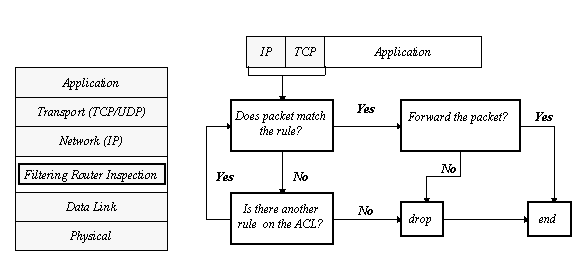 IP TCP Application
Application
Transport (TCP/UDP)
Network (IP)
Filtering Router Inspection
Data Link
Physical
Does packet match
the rule?
Yes
Forward the packet?
Yes
Yes
No
No
Is there another
rule on the ACL?
No
drop
end